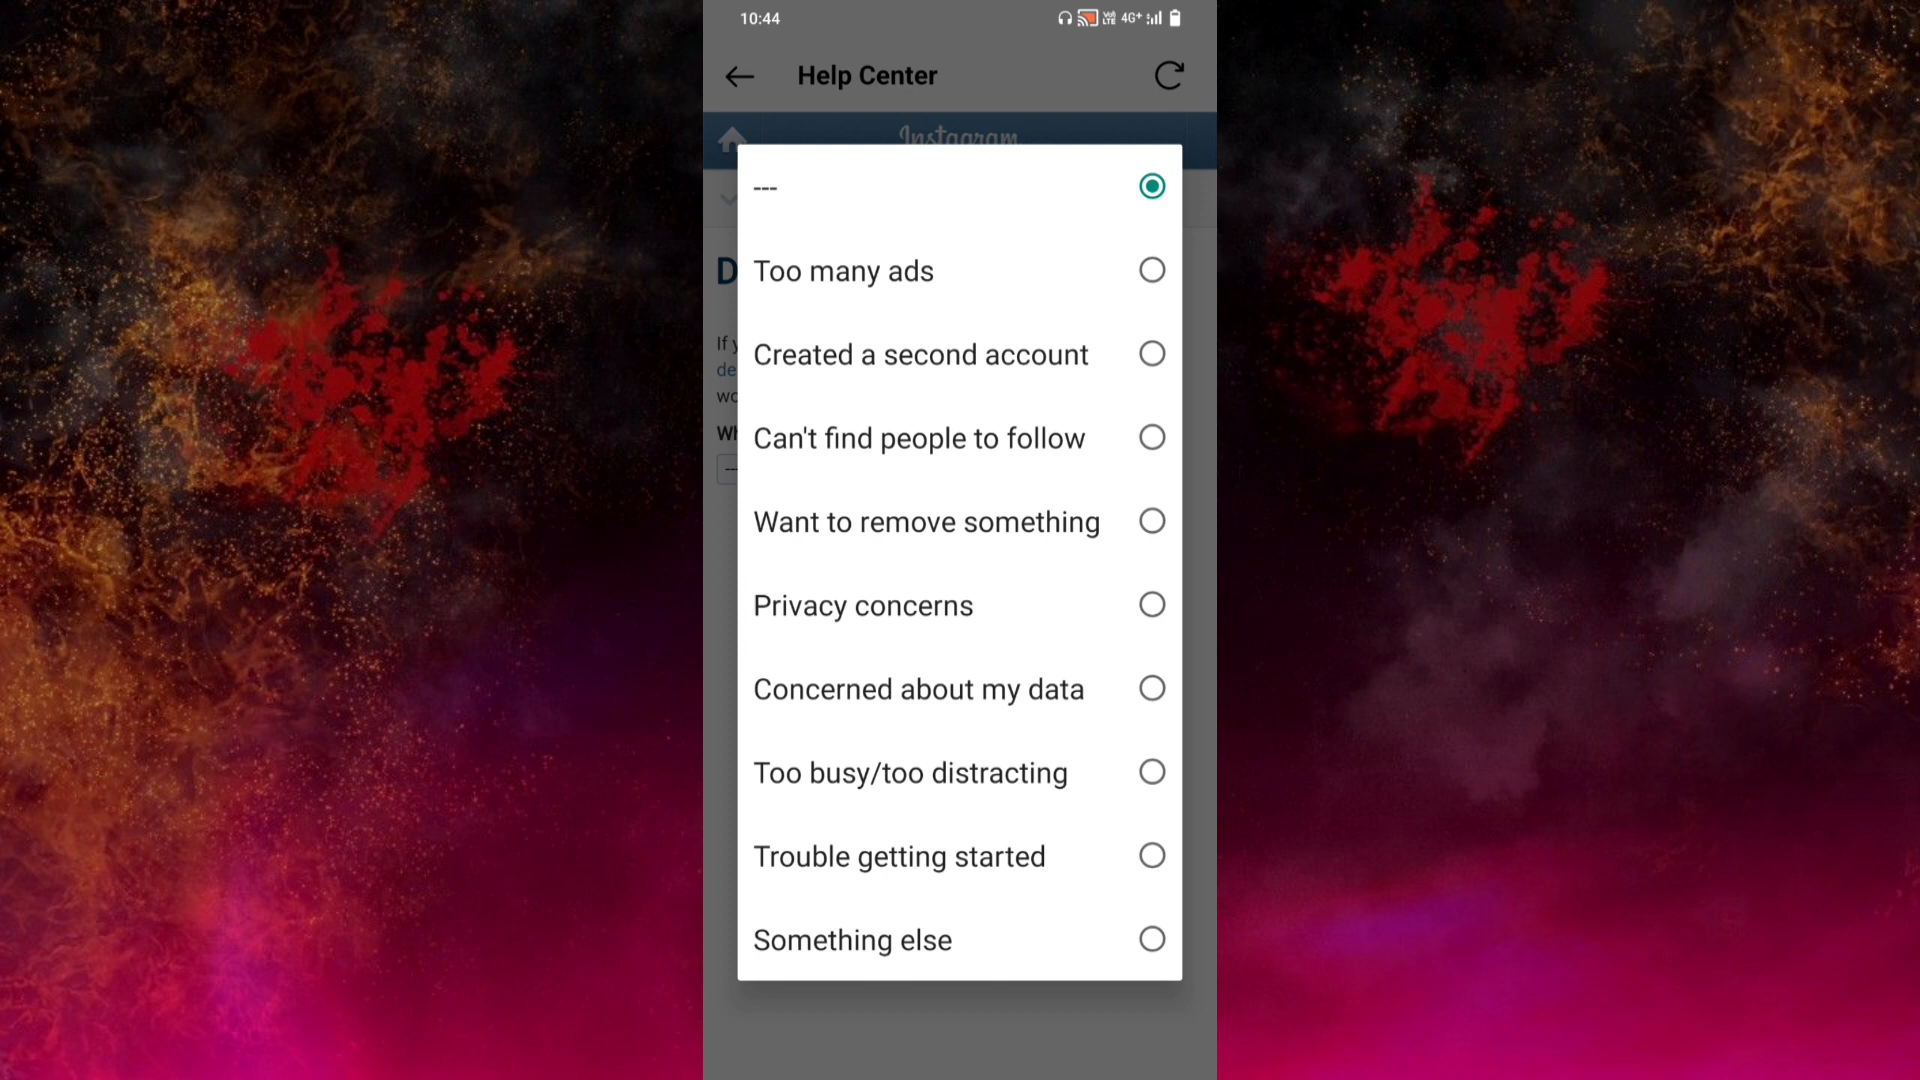 10:44
4G+
Help Center
Instagram
---
Too many ads
Created a second account
Can't find people to follow
Want to remove something
Privacy concerns
Concerned about my data
Too busy/too distracting
Trouble getting started
Something else